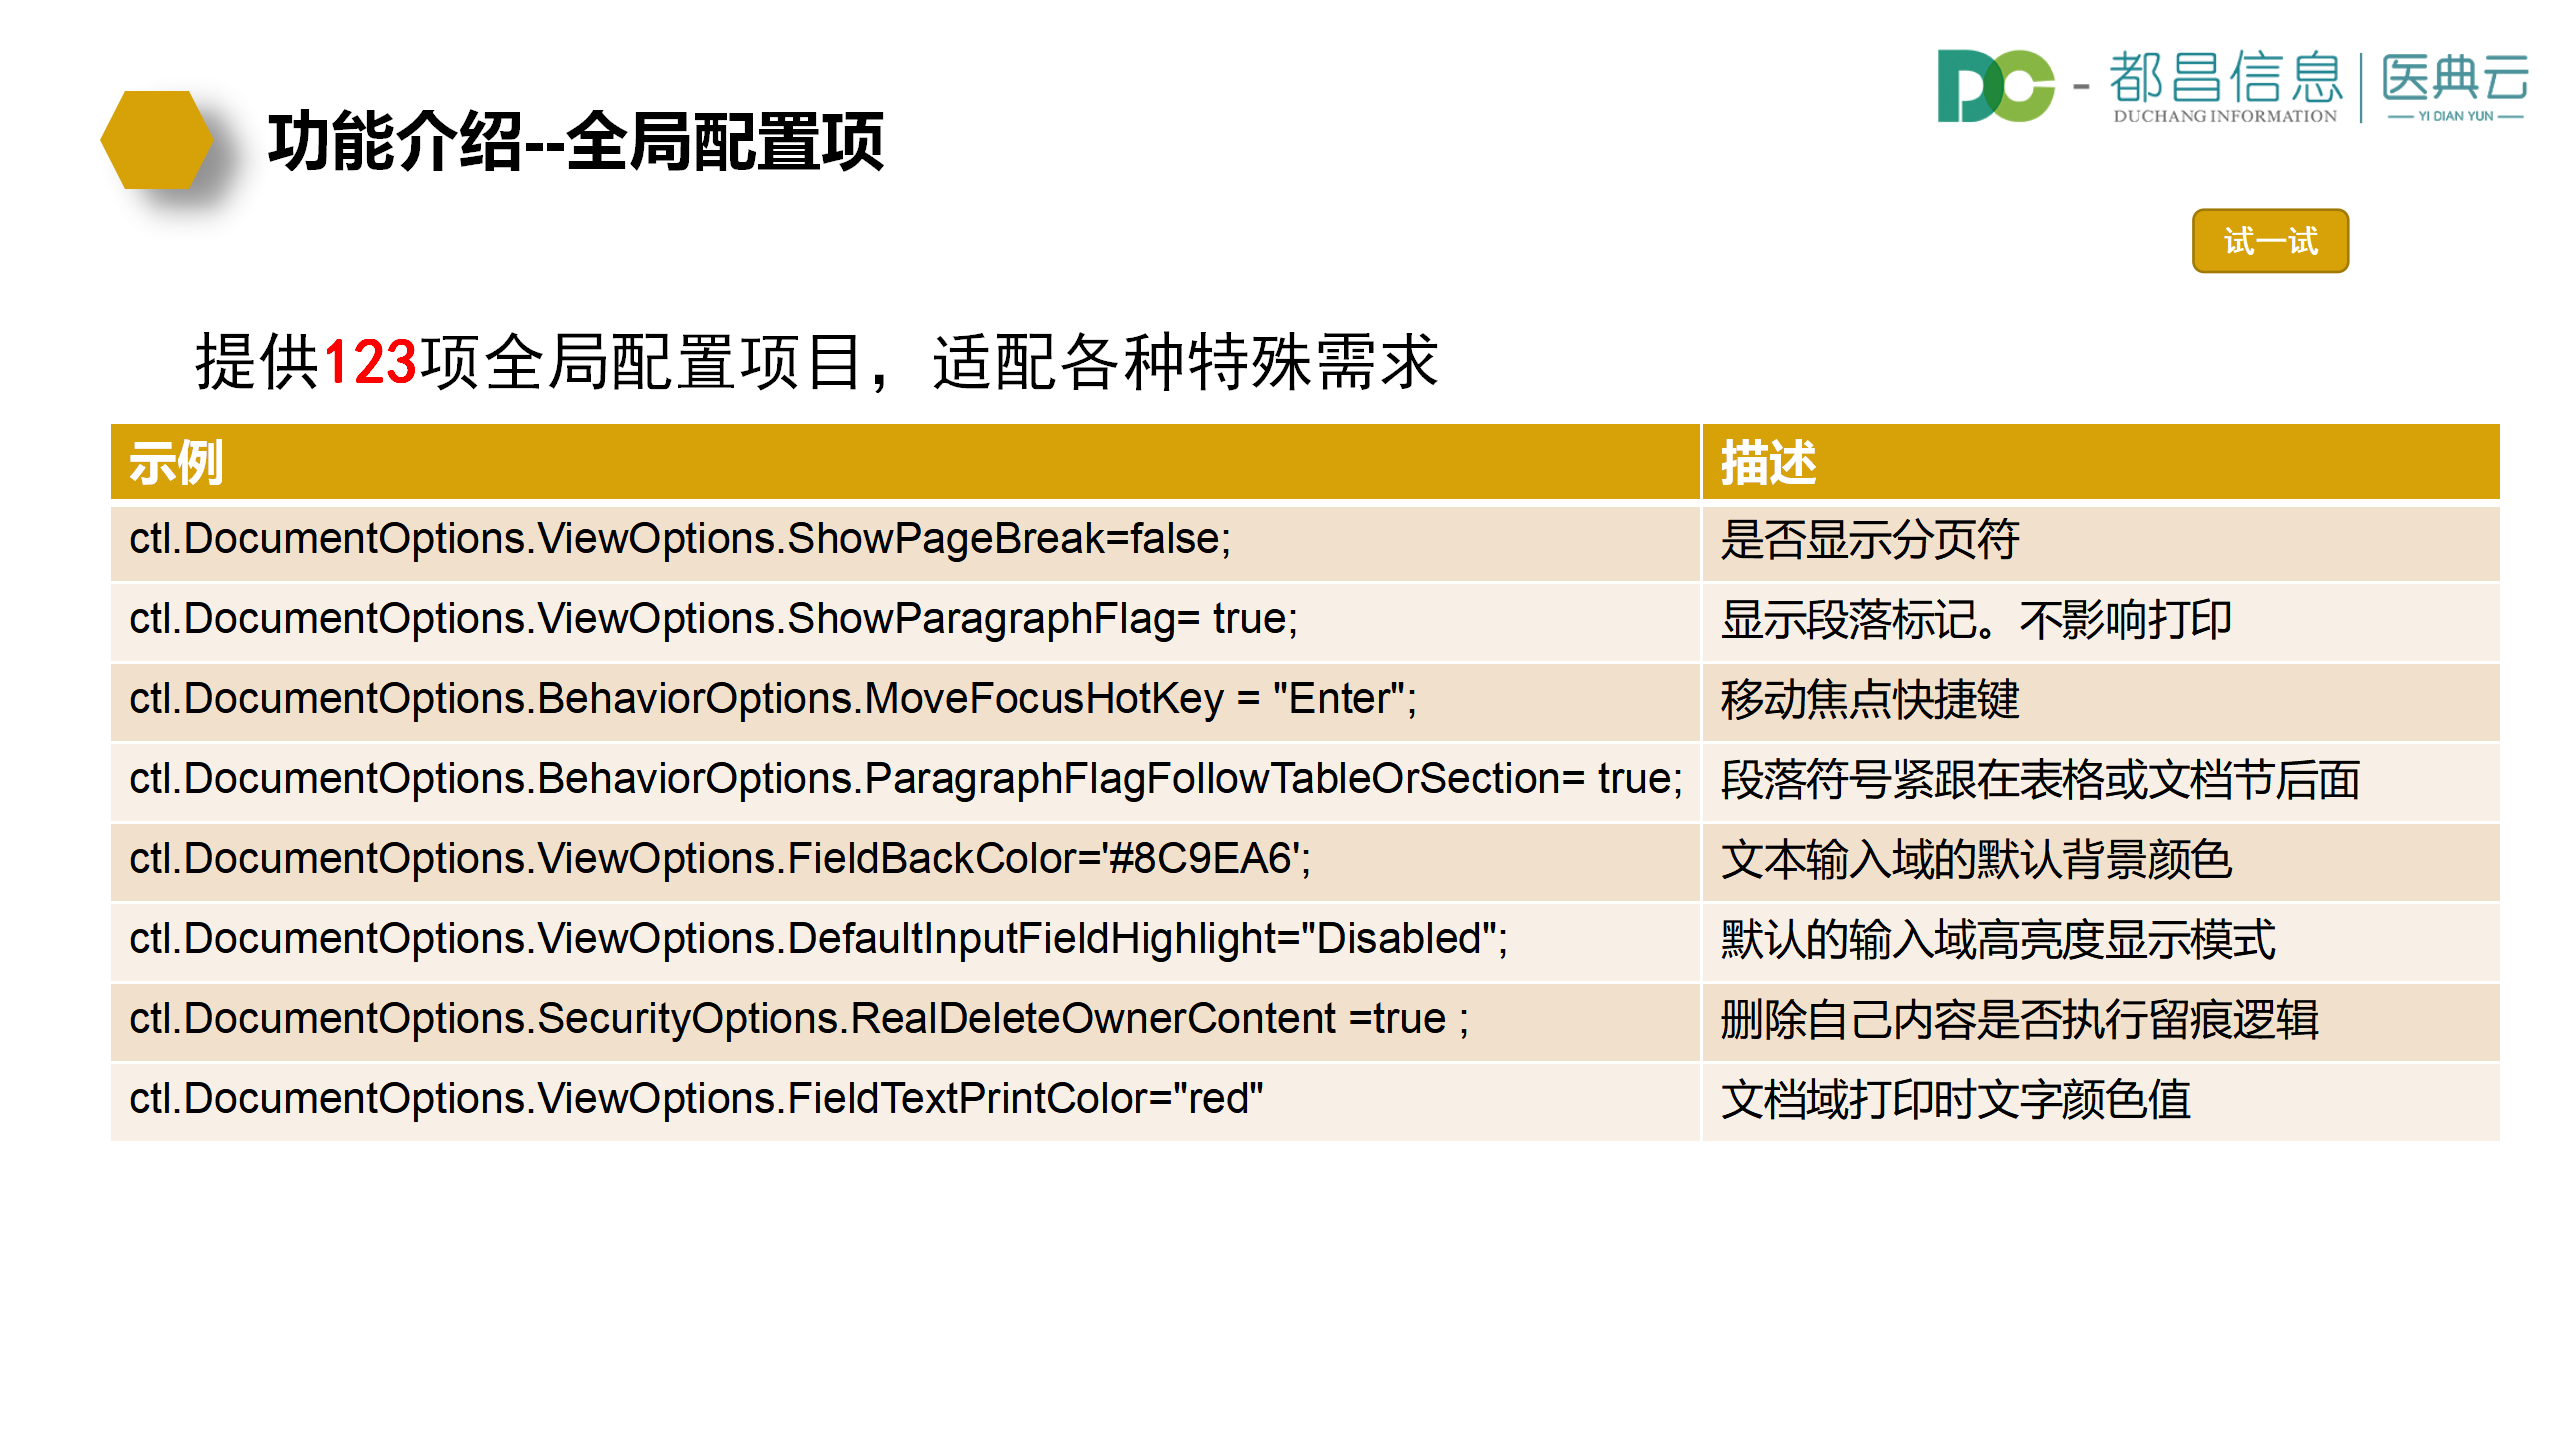 DC - 都昌信息 | 医典云
DUCHANG INFORMATION — YI DIAN YUN —
功能介绍--全局配置项
试一试
提供123项全局配置项目，适配各种特殊需求
示例 描述
ctl.DocumentOptions.ViewOptions.ShowPageBreak=false; 是否显示分页符
ctl.DocumentOptions.ViewOptions.ShowParagraphFlag= true; 显示段落标记。不影响打印
ctl.DocumentOptions.BehaviorOptions.MoveFocusHotKey = "Enter"; 移动焦点快捷键
ctl.DocumentOptions.BehaviorOptions.ParagraphFlagFollowTableOrSection= true; 段落符号紧跟在表格或文档节后面
ctl.DocumentOptions.ViewOptions.FieldBackColor='#8C9EA6'; 文本输入域的默认背景颜色
ctl.DocumentOptions.ViewOptions.DefaultInputFieldHighlight="Disabled"; 默认的输入域高亮度显示模式
ctl.DocumentOptions.SecurityOptions.RealDeleteOwnerContent =true ; 删除自己内容是否执行留痕逻辑
ctl.DocumentOptions.ViewOptions.FieldTextPrintColor="red" 文档域打印时文字颜色值